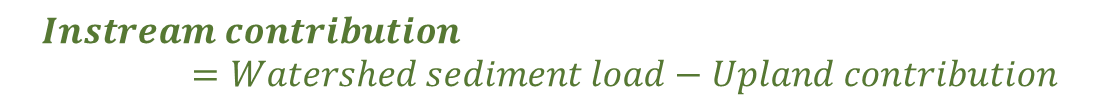 Instream contribution
= Watershed sediment load − Upland contribution